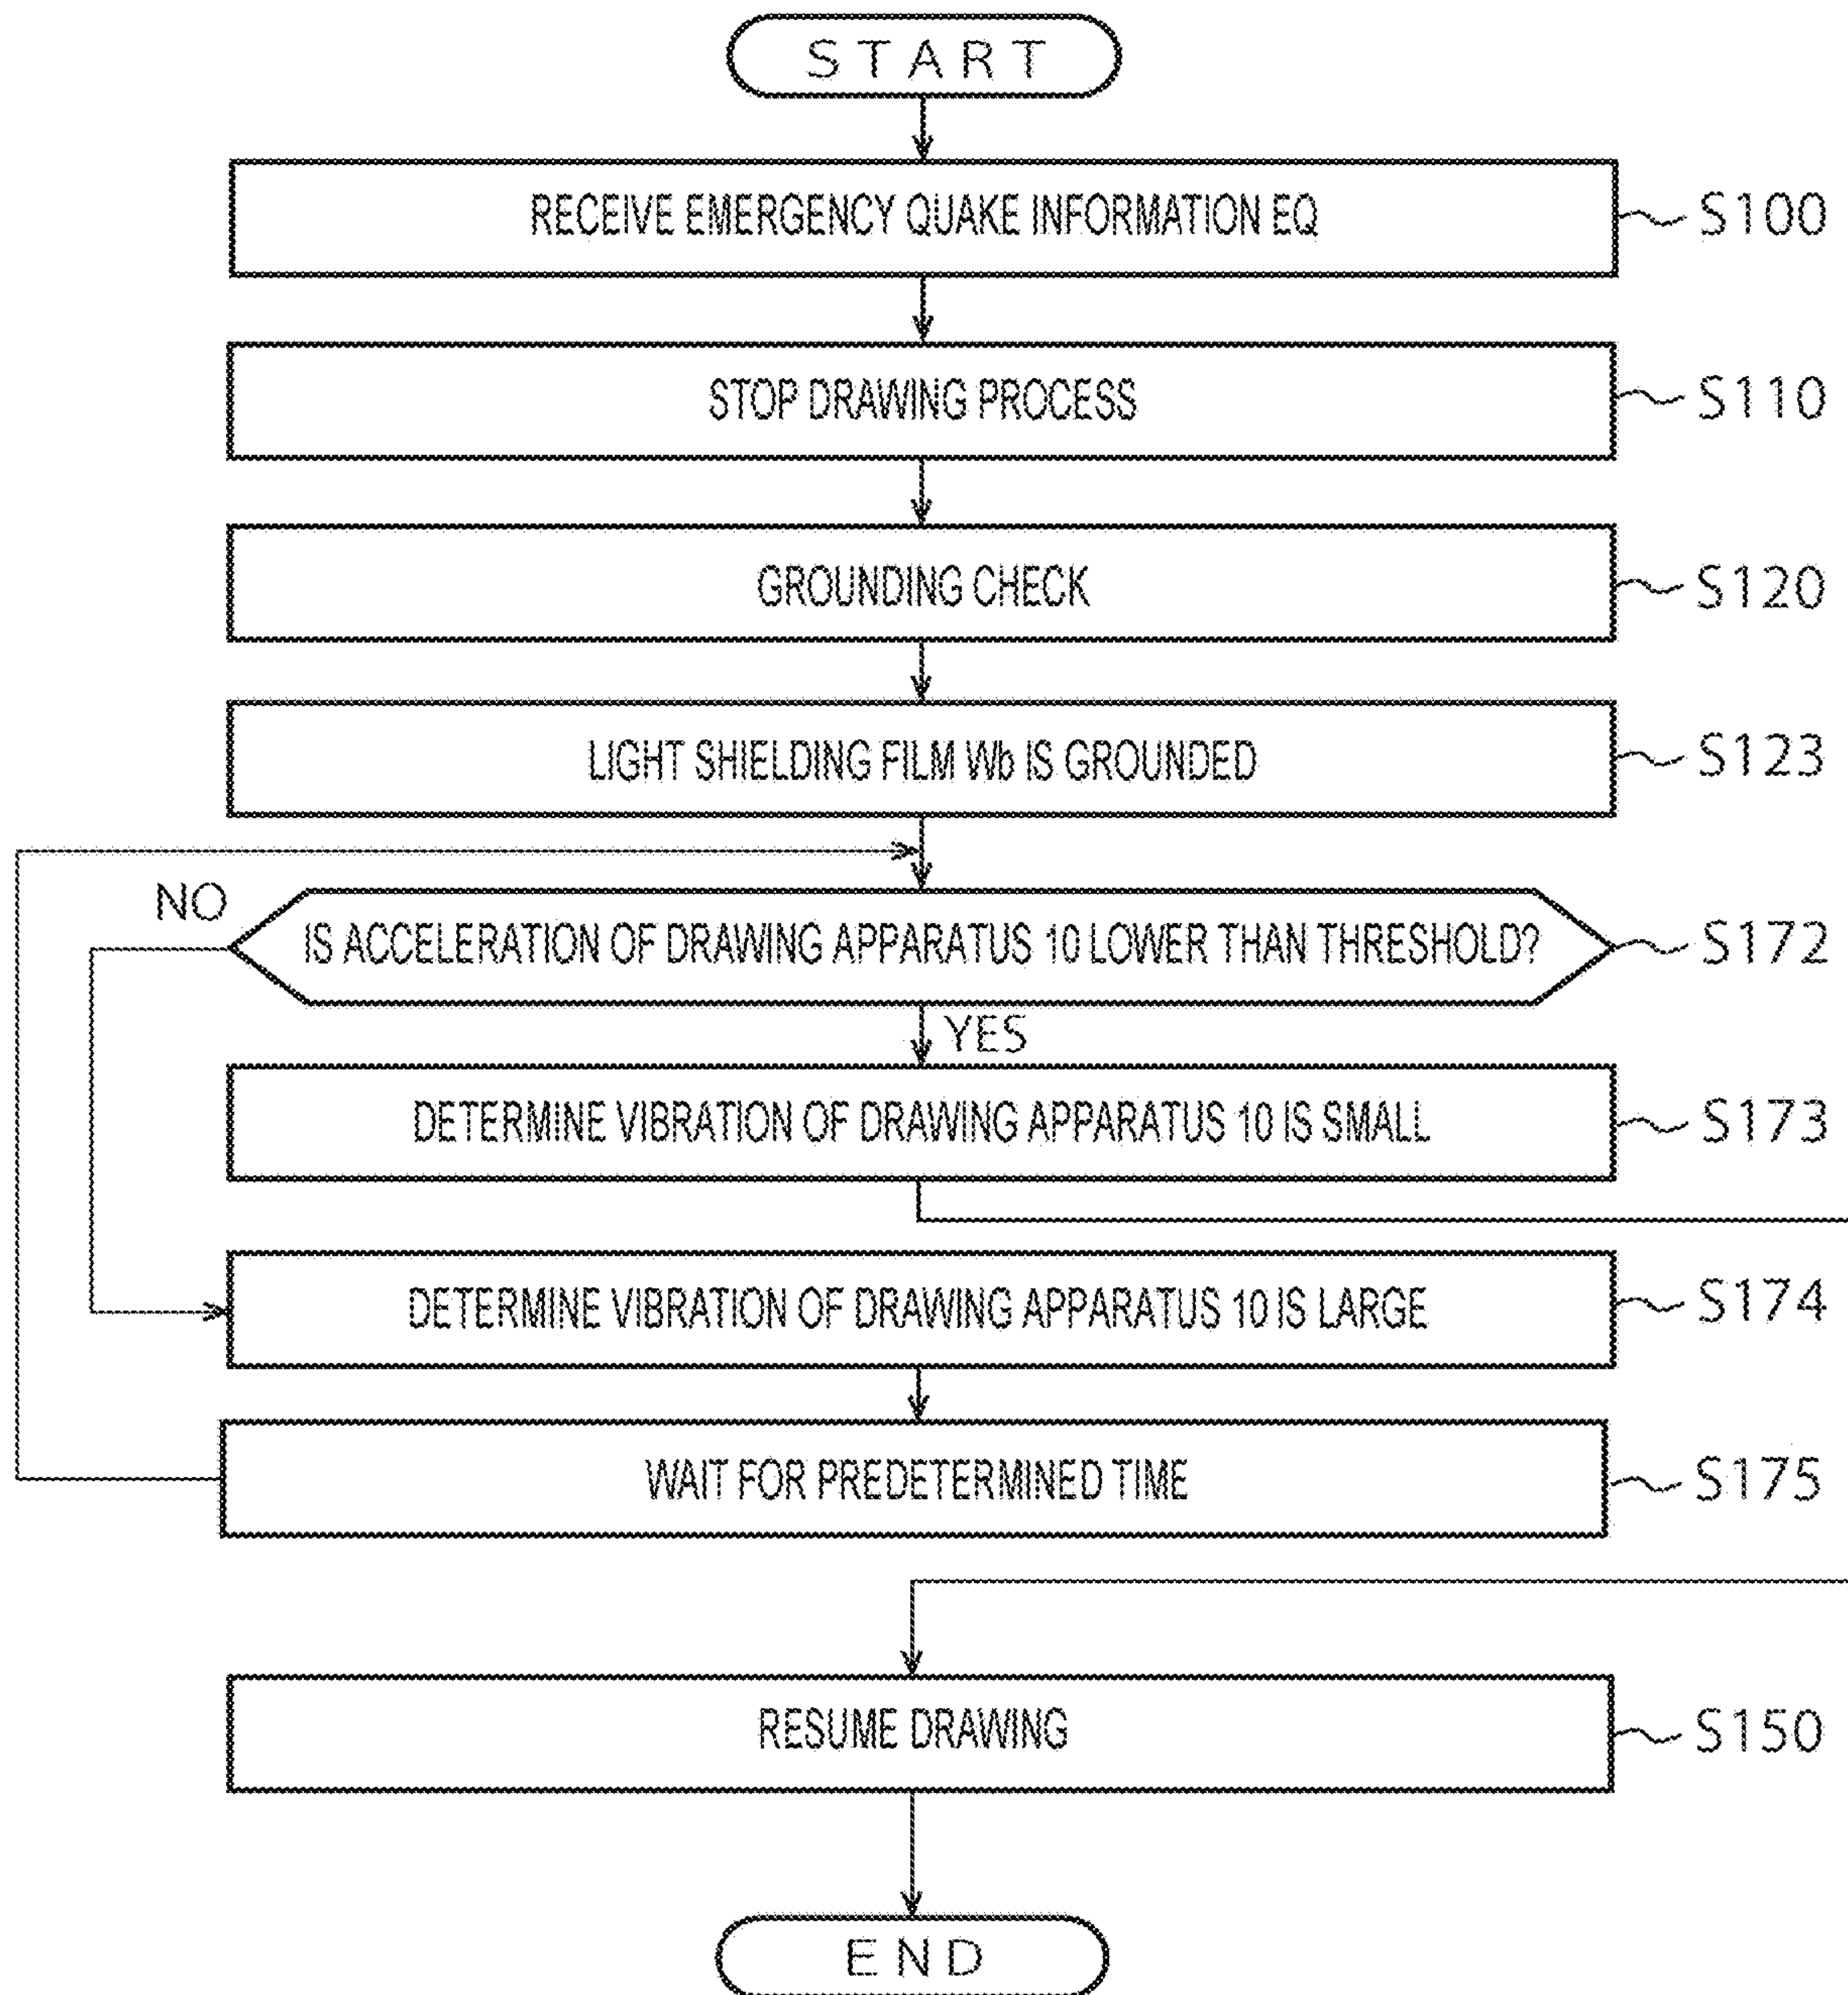 START
RECEIVE EMERGENCY QUAKE INFORMATION EQ
S100
STOP DRAWING PROCESS
S110
GROUNDING CHECK
S120
LIGHT SHIELDING FILM Wb IS GROUNDED
S123
NO
IS ACCELERATION OF DRAWING APPARATUS 10 LOWER THAN THRESHOLD?
S172
YES
DETERMINE VIBRATION OF DRAWING APPARATUS 10 IS SMALL
S173
DETERMINE VIBRATION OF DRAWING APPARATUS 10 IS LARGE
S174
WAIT FOR PREDETERMINED TIME
S175
RESUME DRAWING
S150
END